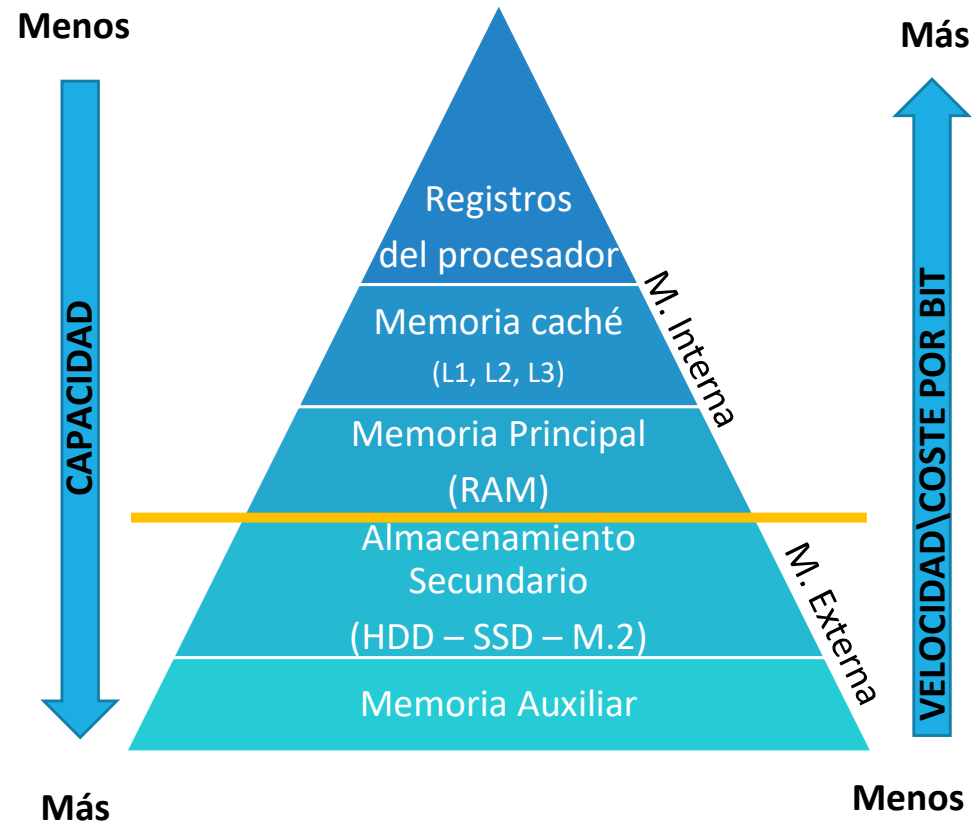 Menos
Más
CAPACIDAD
Registros
del procesador
Memoria caché
(L1, L2, L3)
Memoria Principal
(RAM)
M. Interna
Almacenamiento
Secundario
(HDD – SSD – M.2)
Memoria Auxiliar
M. Externa
VELOCIDAD\COSTE POR BIT
Más
Menos